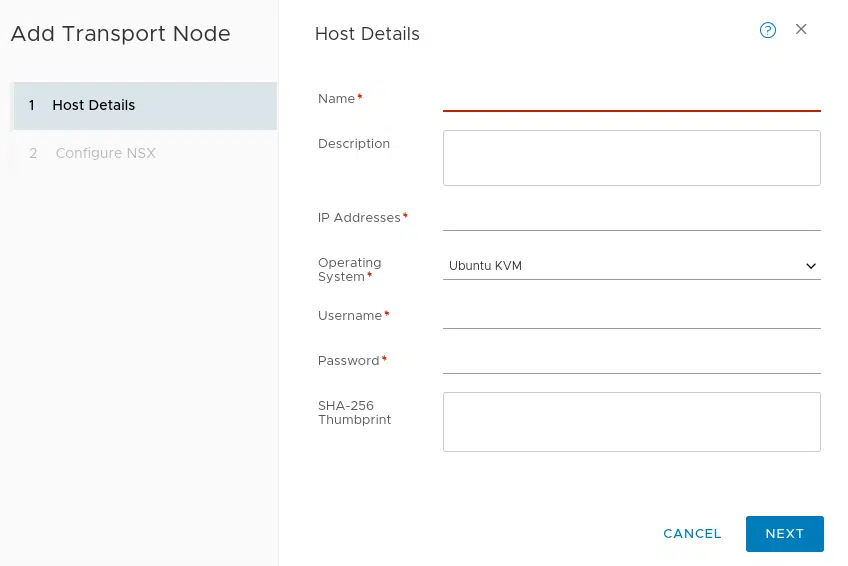 Add Transport Node
1 Host Details
2 Configure NSX
Host Details
?
Name*
Description
IP Addresses*
Operating
System*
Ubuntu KVM
Username*
Password*
SHA-256
Thumbprint
CANCEL
NEXT